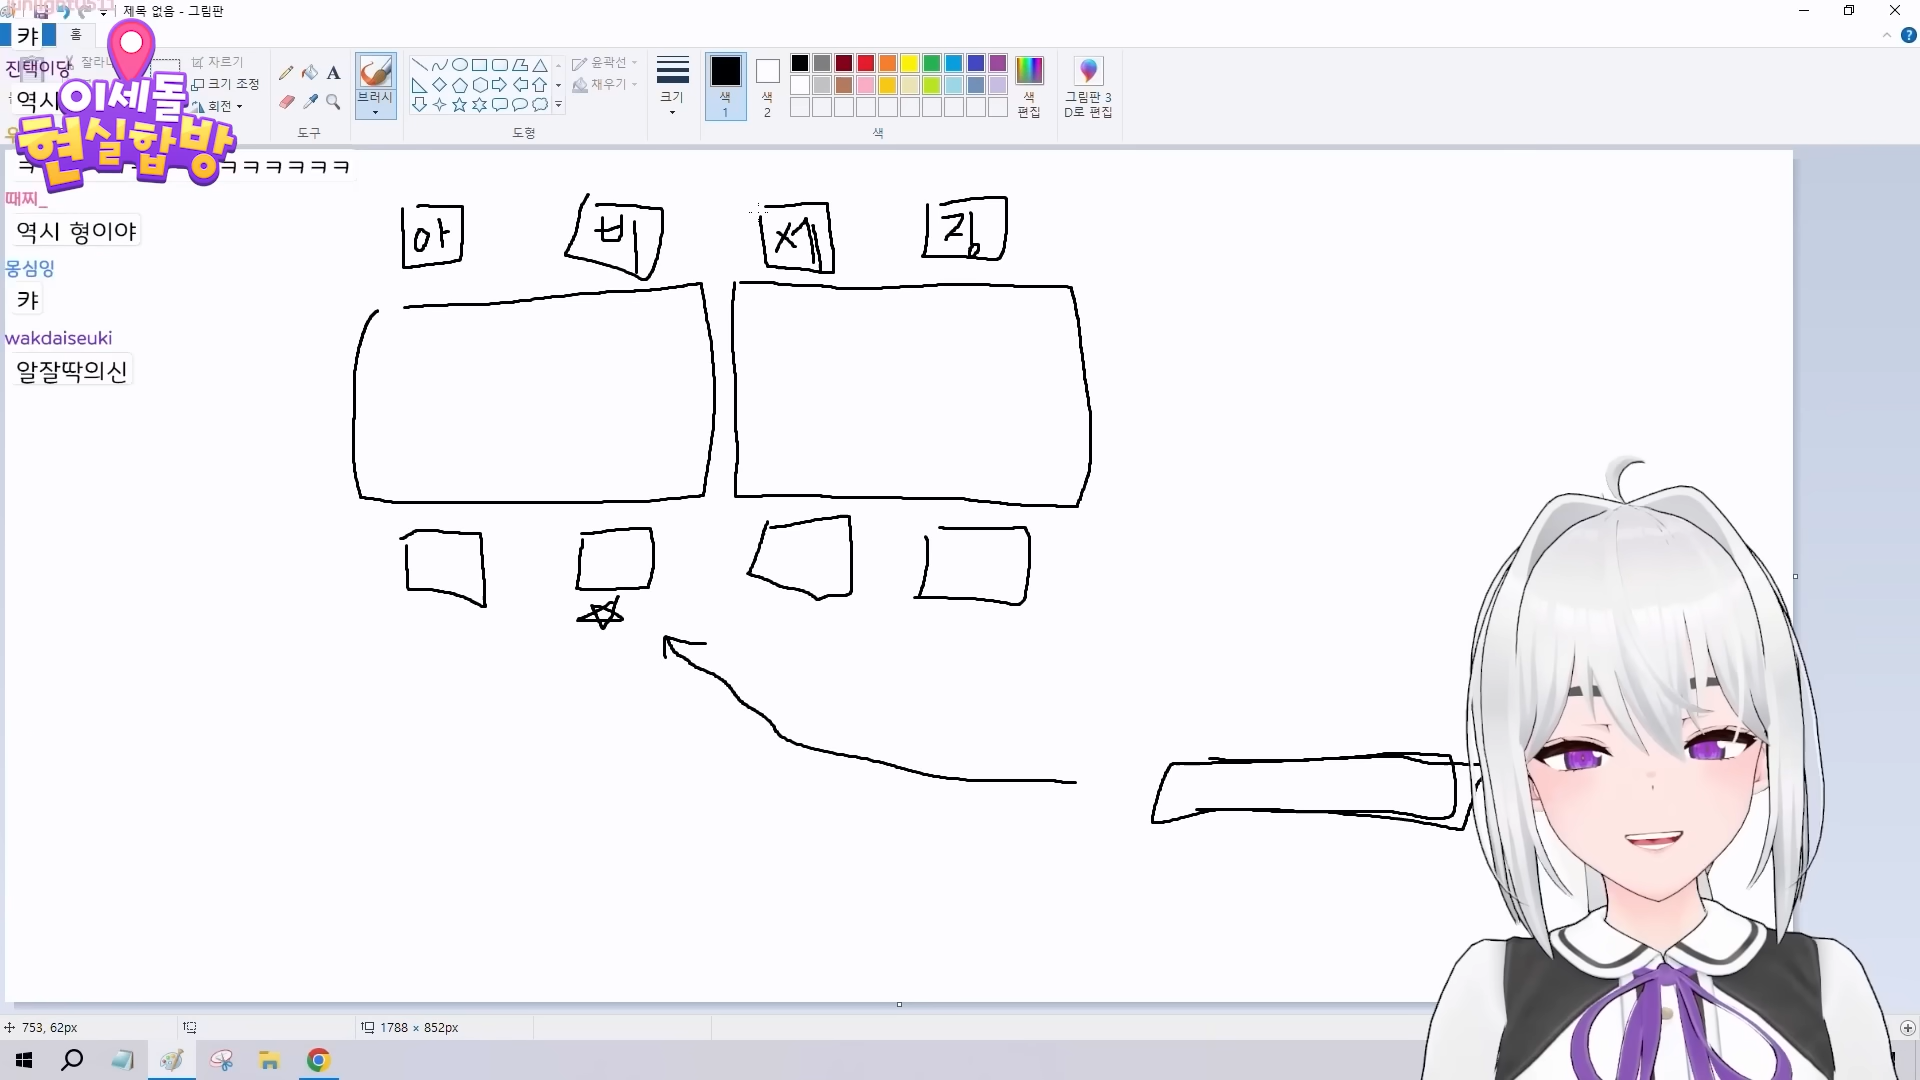 제목 없음 - 그림판
캬
홈
진택이당
역시
이세돌
현실합방
자르기
크기 조정
회전
도구
브러시
도형
윤곽선
채우기
크기
색
1
색
2
색
편집
색
그림판 3
D로 편집
ㅋㅋㅋㅋㅋㅋ
때찌_
역시 형이야
몽심잉
캬
wakdaiseuki
알잘딱의신
아
비
징
753, 62px
1788 × 852px